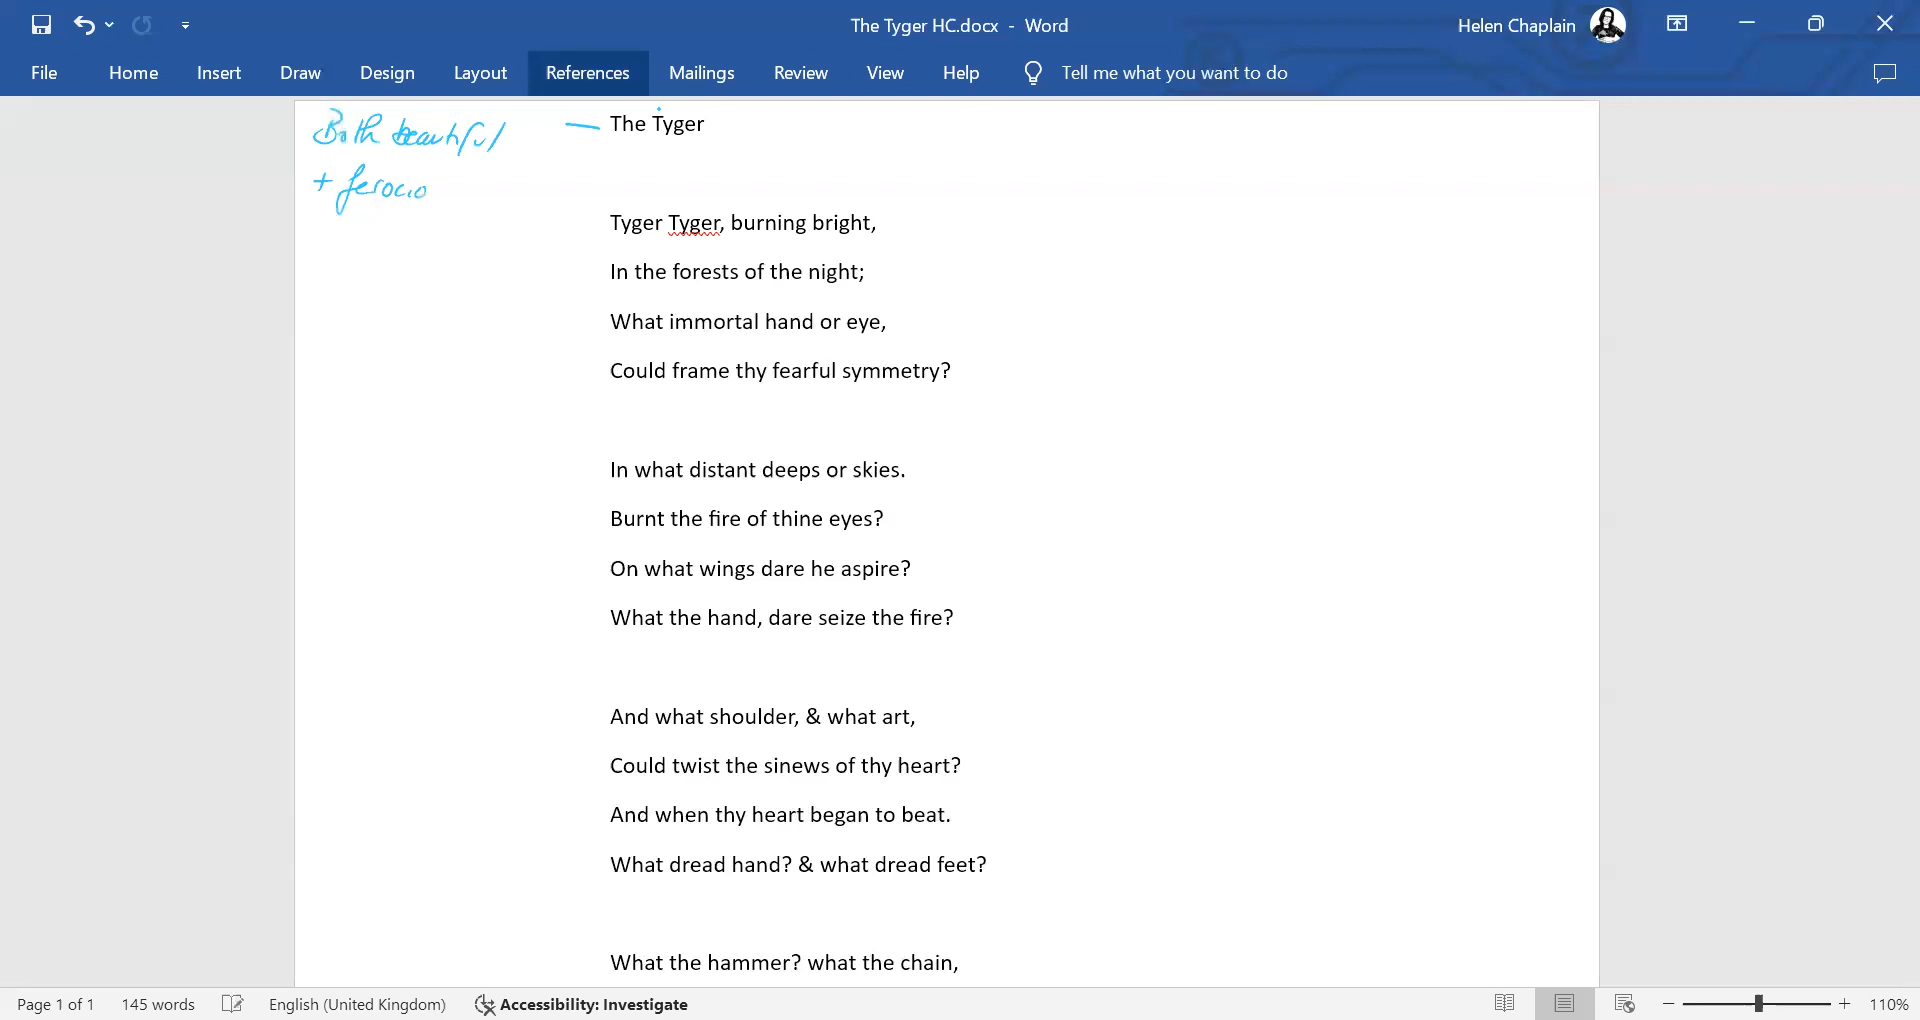 The Tyger HC.docx - Word
Helen Chaplain
File Home Insert Draw Design Layout References Mailings Review View Help Tell me what you want to do
Both beautiful
+ ferocio
The Tyger
Tyger Tyger, burning bright,
In the forests of the night;
What immortal hand or eye,
Could frame thy fearful symmetry?
In what distant deeps or skies.
Burnt the fire of thine eyes?
On what wings dare he aspire?
What the hand, dare seize the fire?
And what shoulder, & what art,
Could twist the sinews of thy heart?
And when thy heart began to beat.
What dread hand? & what dread feet?
What the hammer? what the chain,
Page 1 of 1 145 words English (United Kingdom) Accessibility: Investigate 110%